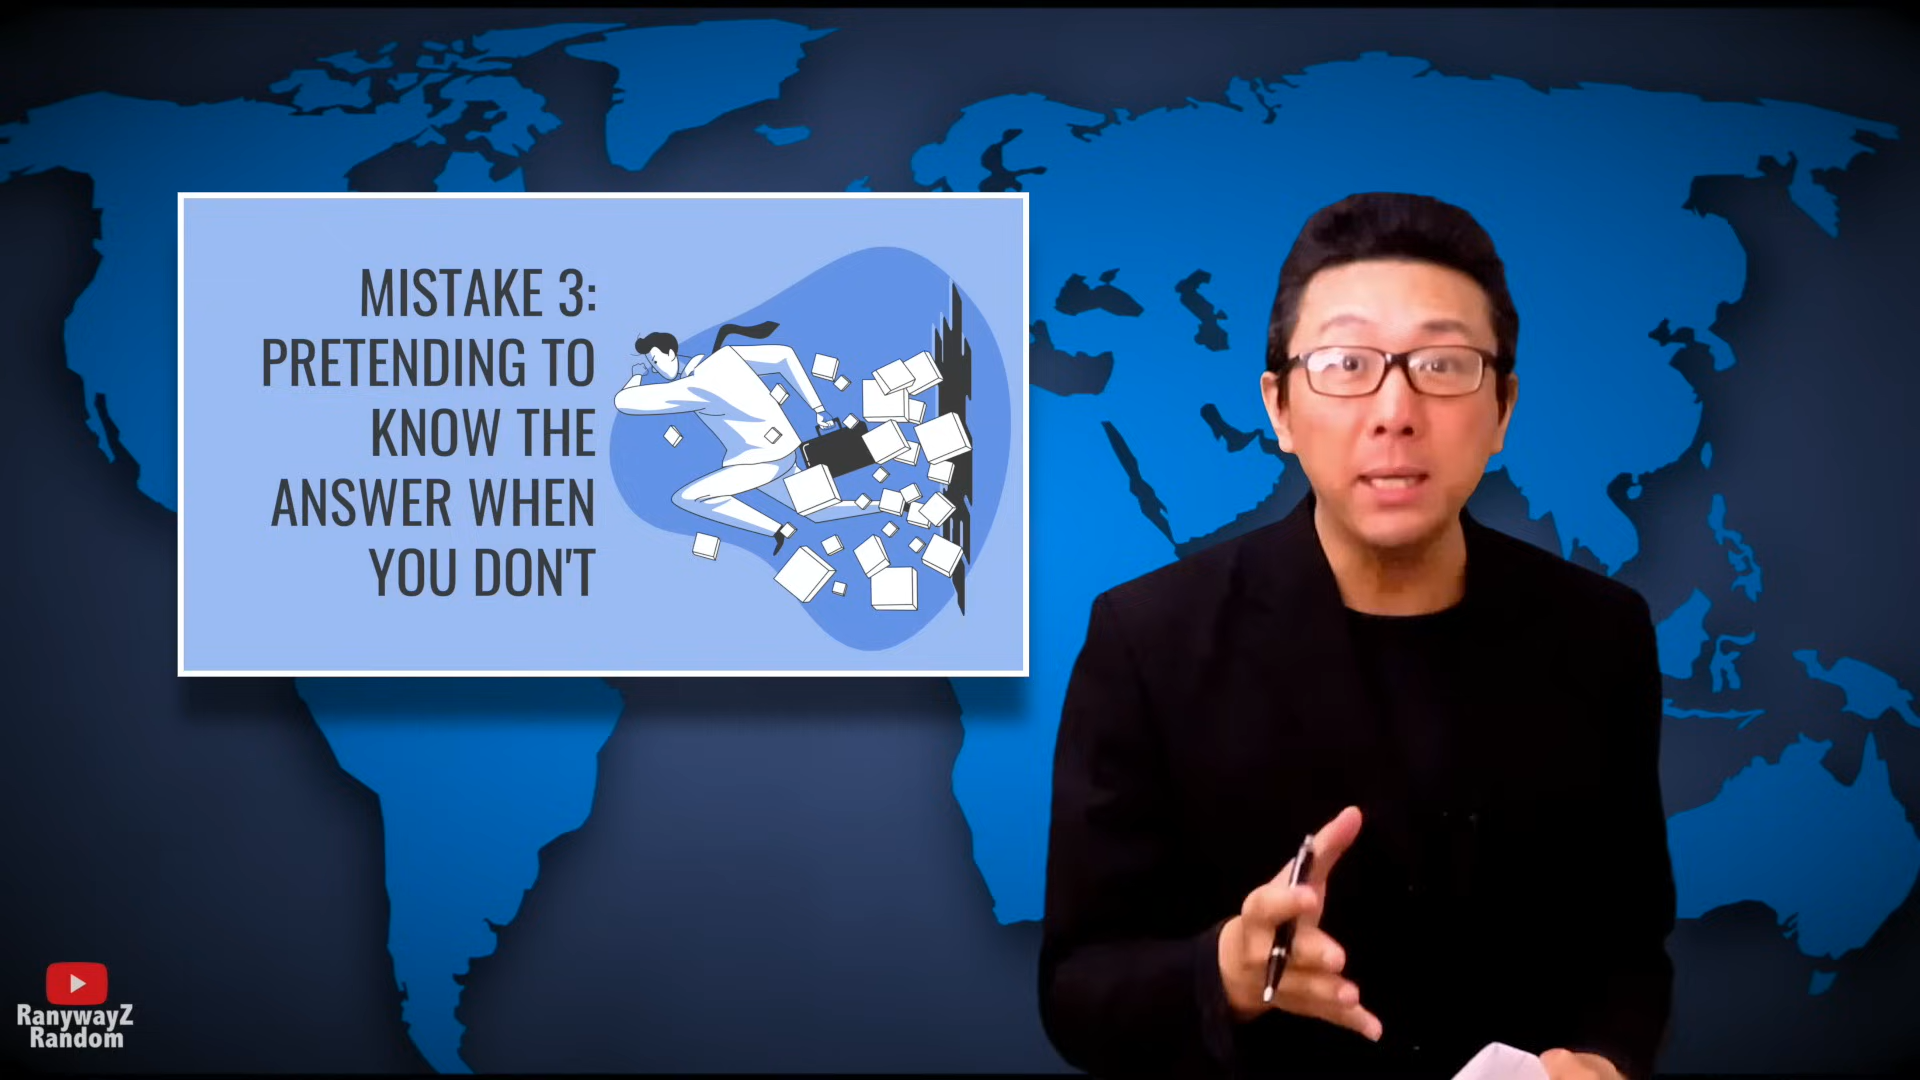 MISTAKE 3:
PRETENDING TO
KNOW THE
ANSWER WHEN
YOU DON'T
RanywayZ
Random